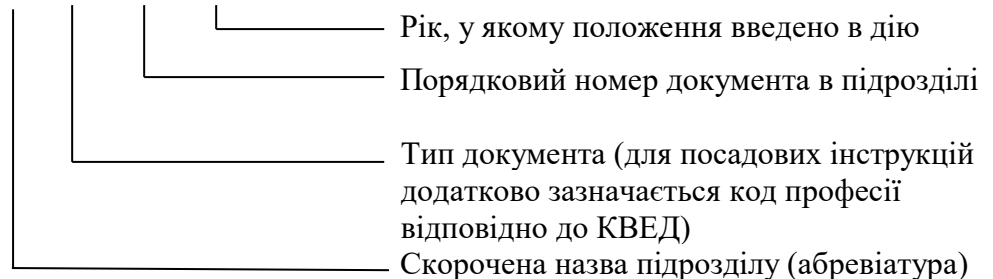 Рік, у якому положення введено в дію
Порядковий номер документа в підрозділі
Тип документа (для посадових інструкцій
додатково зазначається код професії
відповідно до КВЕД)
Скорочена назва підрозділу (абревіатура)